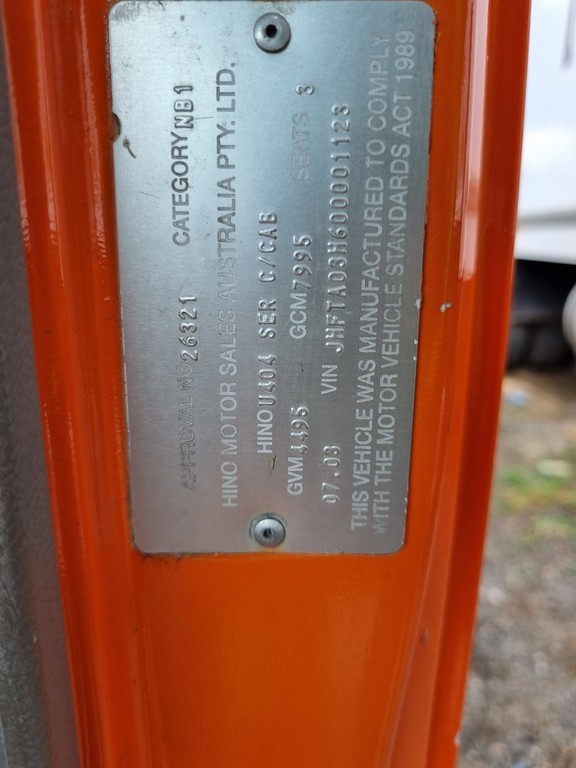 APPROVAL NO 26321 CATEGORY NB1
HINO MOTOR SALES AUSTRALIA PTY. LTD.
HINO U404 SER C/CAB SEATS 3
GVM 4495 GCM 7995
07.03 VIN JHFTA03H600001123
THIS VEHICLE WAS MANUFACTURED TO COMPLY
WITH THE MOTOR VEHICLE STANDARDS ACT 1989